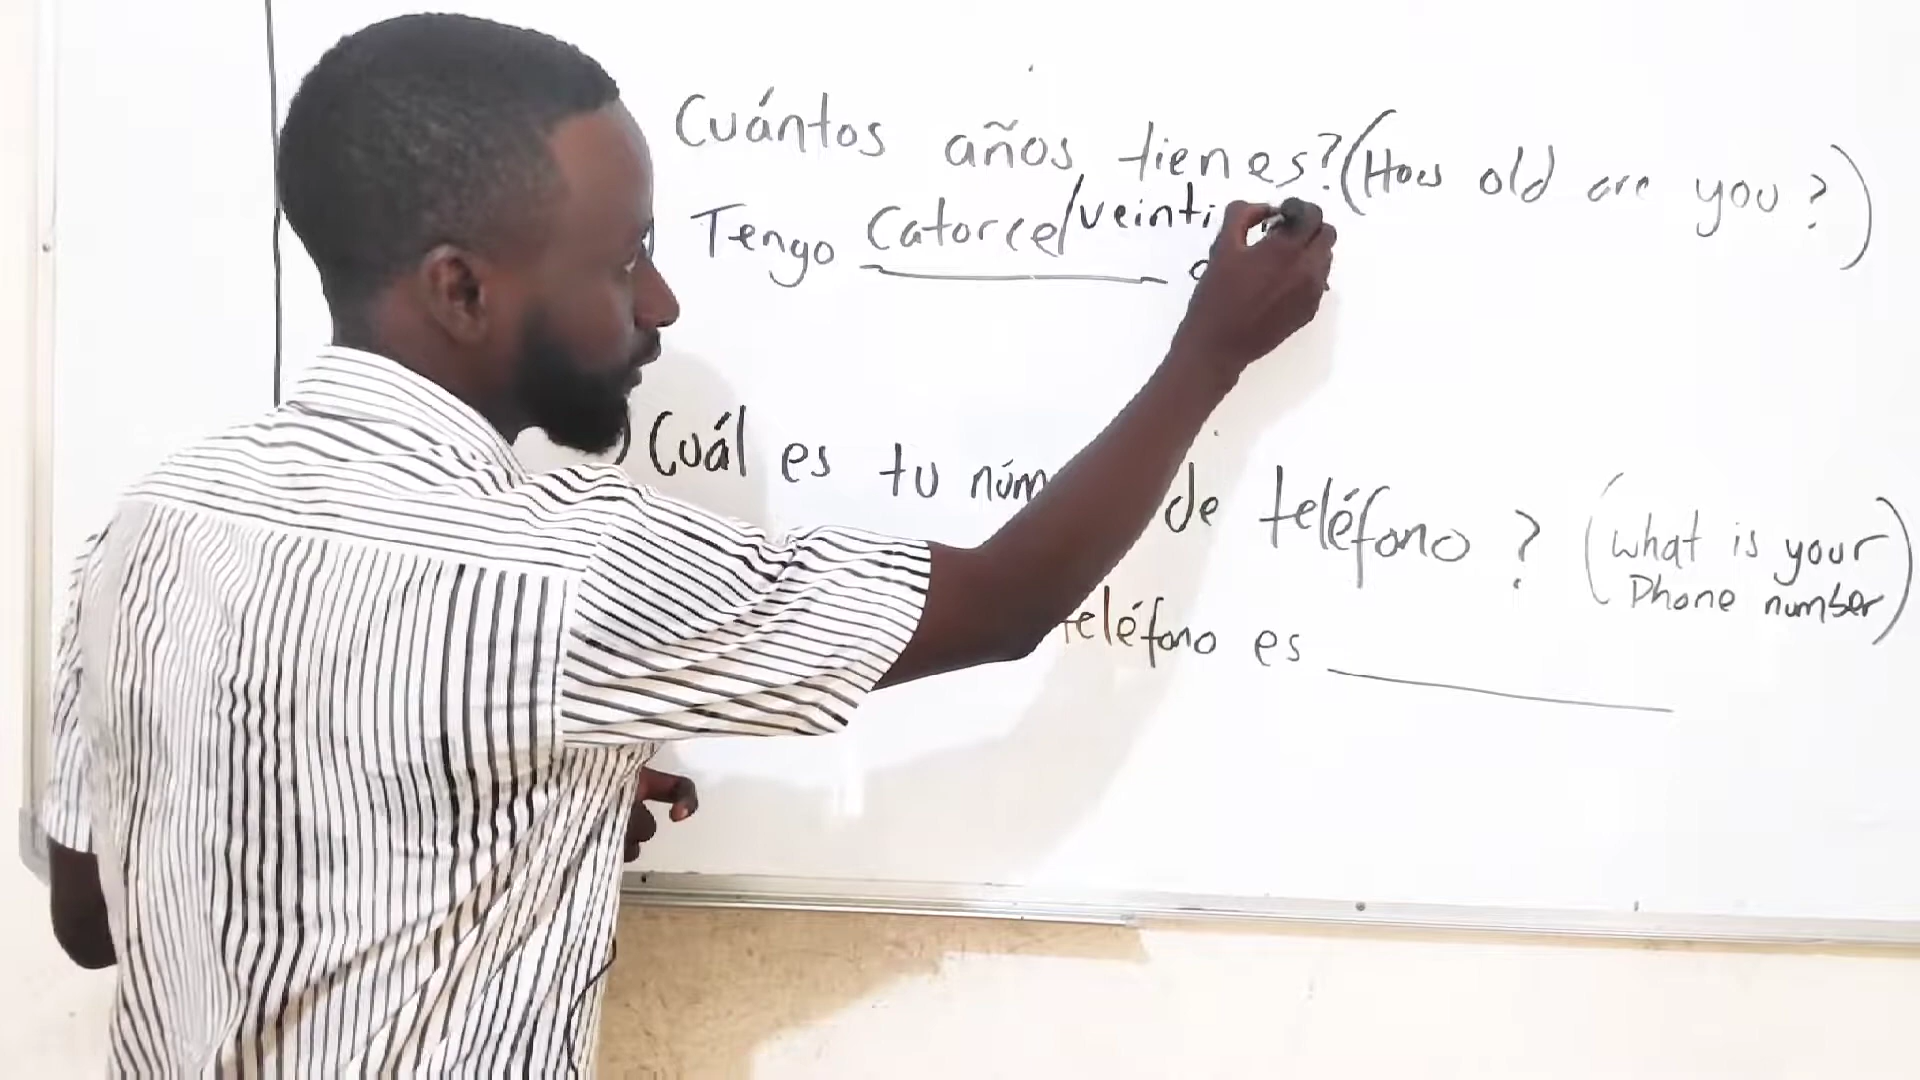 Cuántos años tienes? (How old are you?)
Tengo Catorce/veinti
Cuál es tu núm de teléfono ? (what is your Phone number)
teléfono es